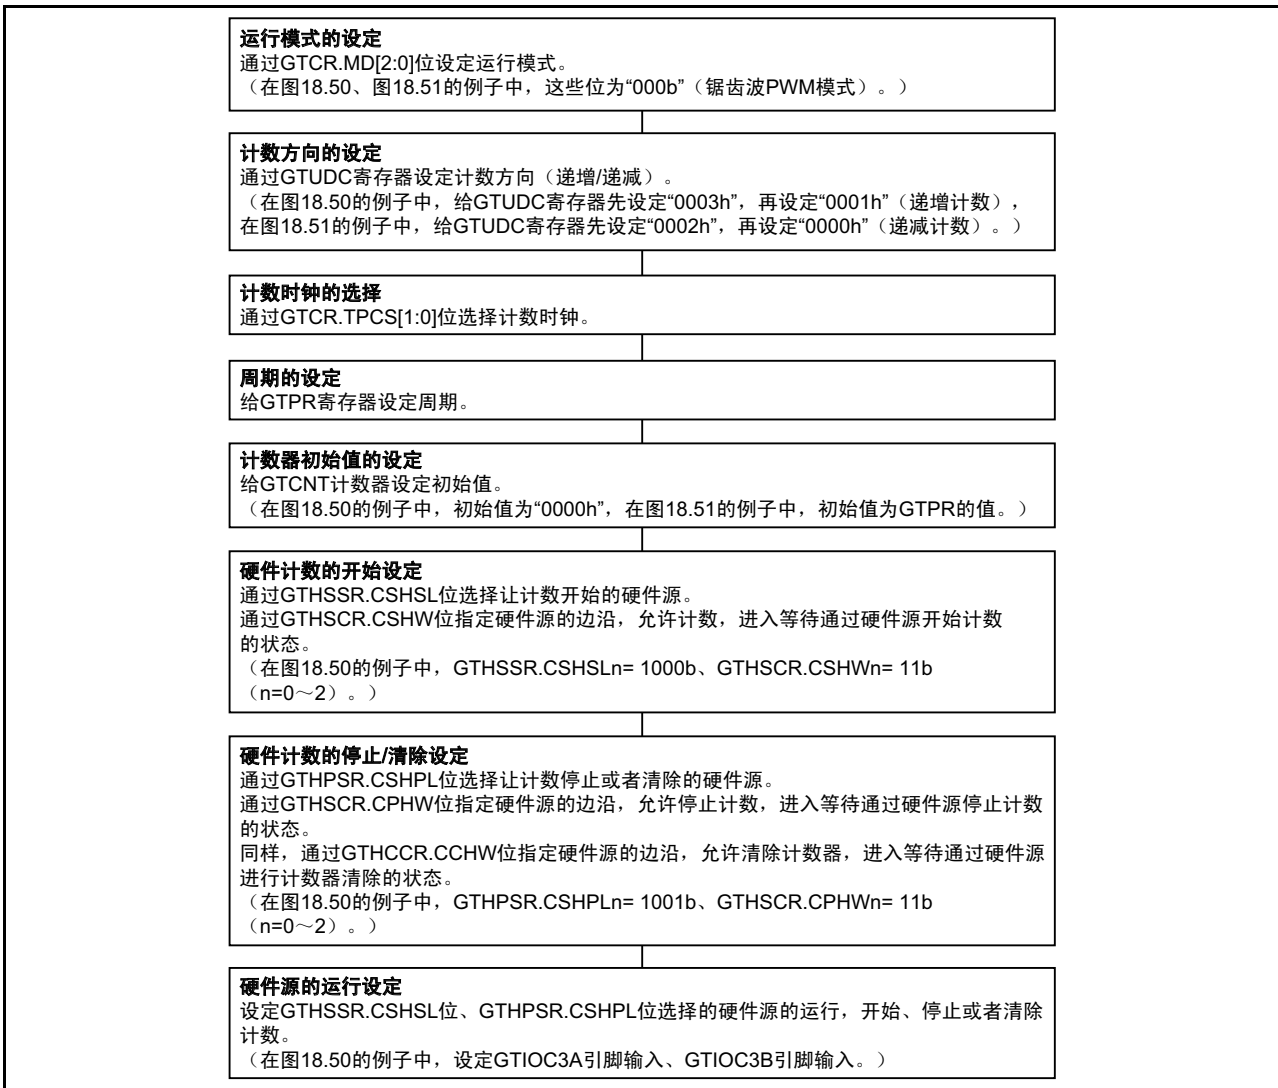 运行模式的设定
通过GTCR.MD[2:0]位设定运行模式。
（在图18.50、图18.51的例子中，这些位为“000b”（锯齿波PWM模式）。）
计数方向的设定
通过GTUDC寄存器设定计数方向（递增/递减）。
（在图18.50的例子中，给GTUDC寄存器先设定“0003h”，再设定“0001h”（递增计数），
在图18.51的例子中，给GTUDC寄存器先设定“0002h”，再设定“0000h”（递减计数）。）
计数时钟的选择
通过GTCR.TPCS[1:0]位选择计数时钟。
周期的设定
给GTPR寄存器设定周期。
计数器初始值的设定
给GTCNT计数器设定初始值。
（在图18.50的例子中，初始值为“0000h”，在图18.51的例子中，初始值为GTPR的值。）
硬件计数的开始设定
通过GTHSSR.CSHSL位选择让计数开始的硬件源。
通过GTHSCR.CSHW位指定硬件源的边沿，允许计数，进入等待通过硬件源开始计数
的状态。
（在图18.50的例子中，GTHSSR.CSHSLn= 1000b、GTHSCR.CSHWn= 11b
（n=0～2）。）
硬件计数的停止/清除设定
通过GTHPSR.CSHPL位选择让计数停止或者清除的硬件源。
通过GTHSCR.CPHW位指定硬件源的边沿，允许停止计数，进入等待通过硬件源停止计数
的状态。
同样，通过GTHCCR.CCHW位指定硬件源的边沿，允许清除计数器，进入等待通过硬件源
进行计数器清除的状态。
（在图18.50的例子中，GTHPSR.CSHPLn= 1001b、GTHSCR.CPHWn= 11b
（n=0～2）。）
硬件源的运行设定
设定GTHSSR.CSHSL位、GTHPSR.CSHPL位选择的硬件源的运行，开始、停止或者清除
计数。
（在图18.50的例子中，设定GTIOC3A引脚输入、GTIOC3B引脚输入。）